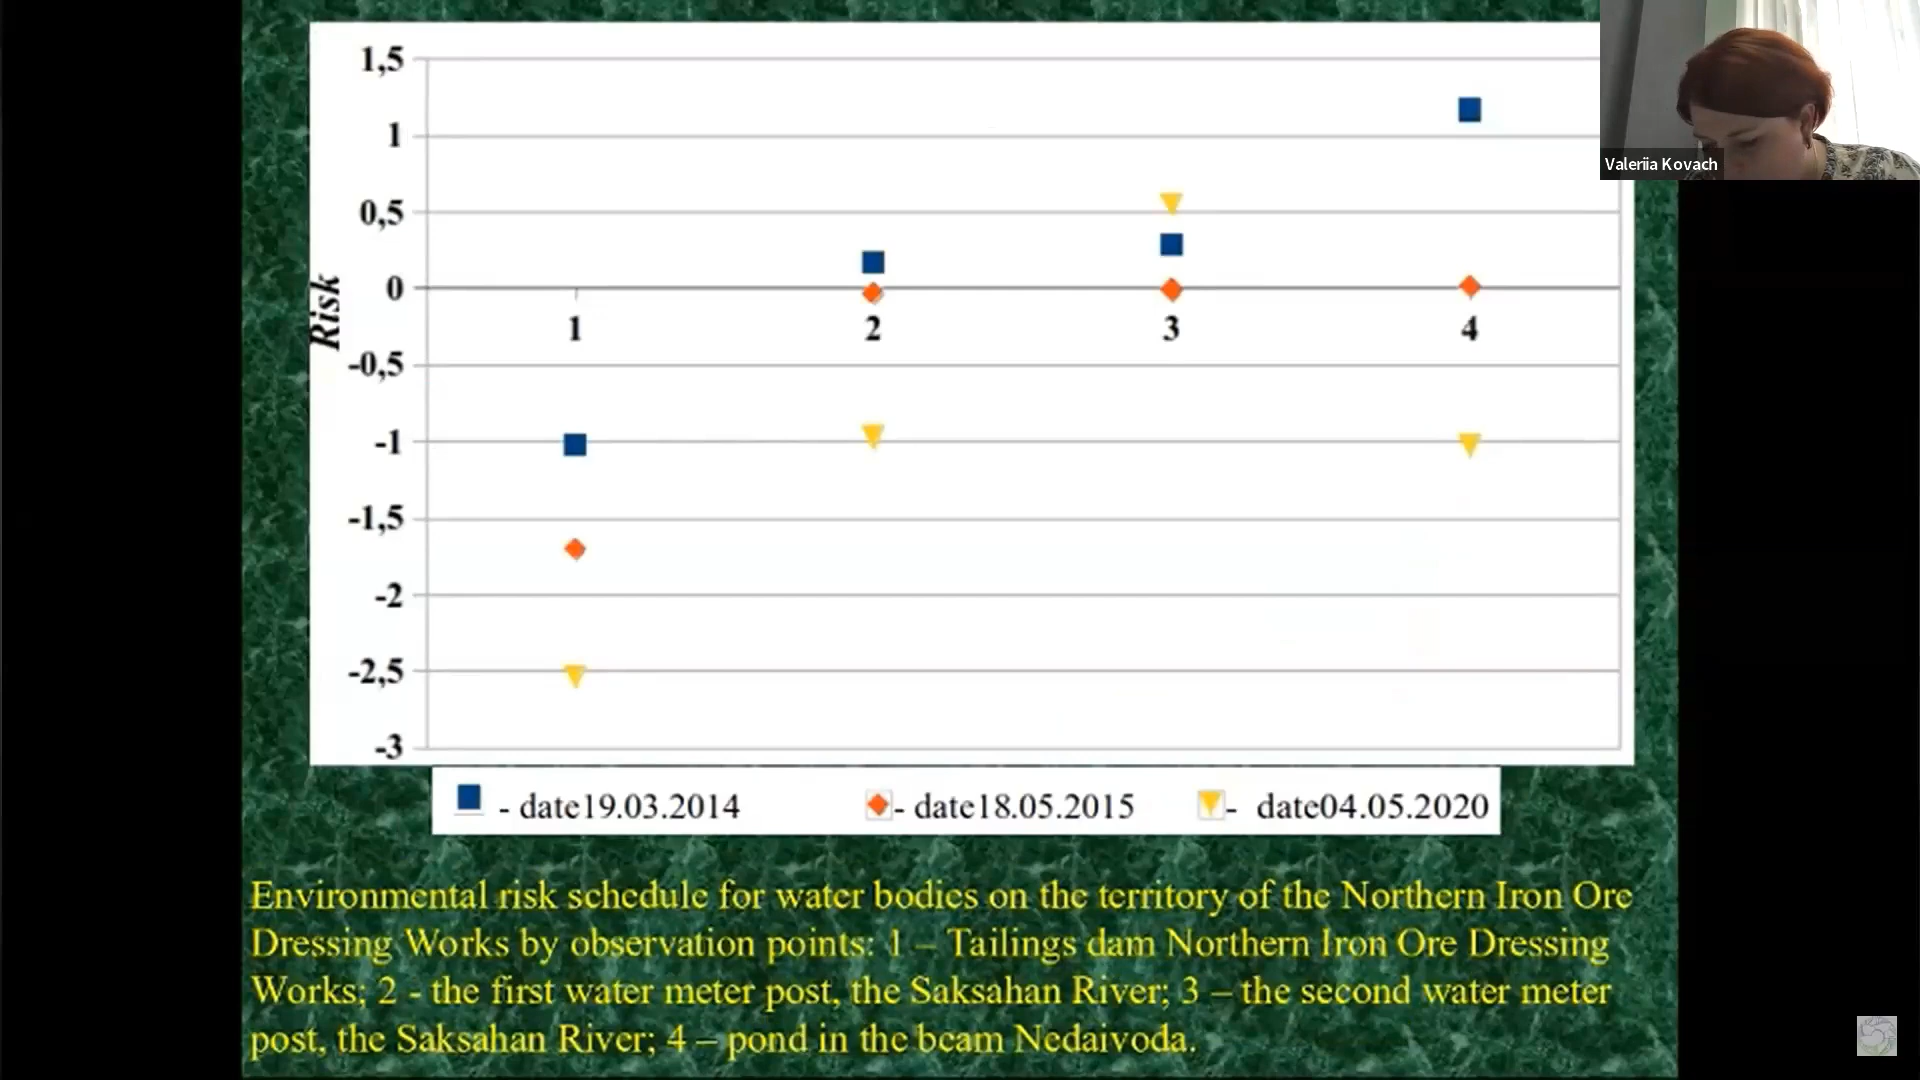 1,5
1
0,5
0
-0,5
-1
-1,5
-2
-2,5
-3
Risk
1 2 3 4
- date19.03.2014 - date18.05.2015 - date04.05.2020
Environmental risk schedule for water bodies on the territory of the Northern Iron Ore
Dressing Works by observation points: 1 – Tailings dam Northern Iron Ore Dressing
Works; 2 - the first water meter post, the Saksahan River; 3 – the second water meter
post, the Saksahan River; 4 – pond in the beam Nedaivoda.
Valeriia Kovach